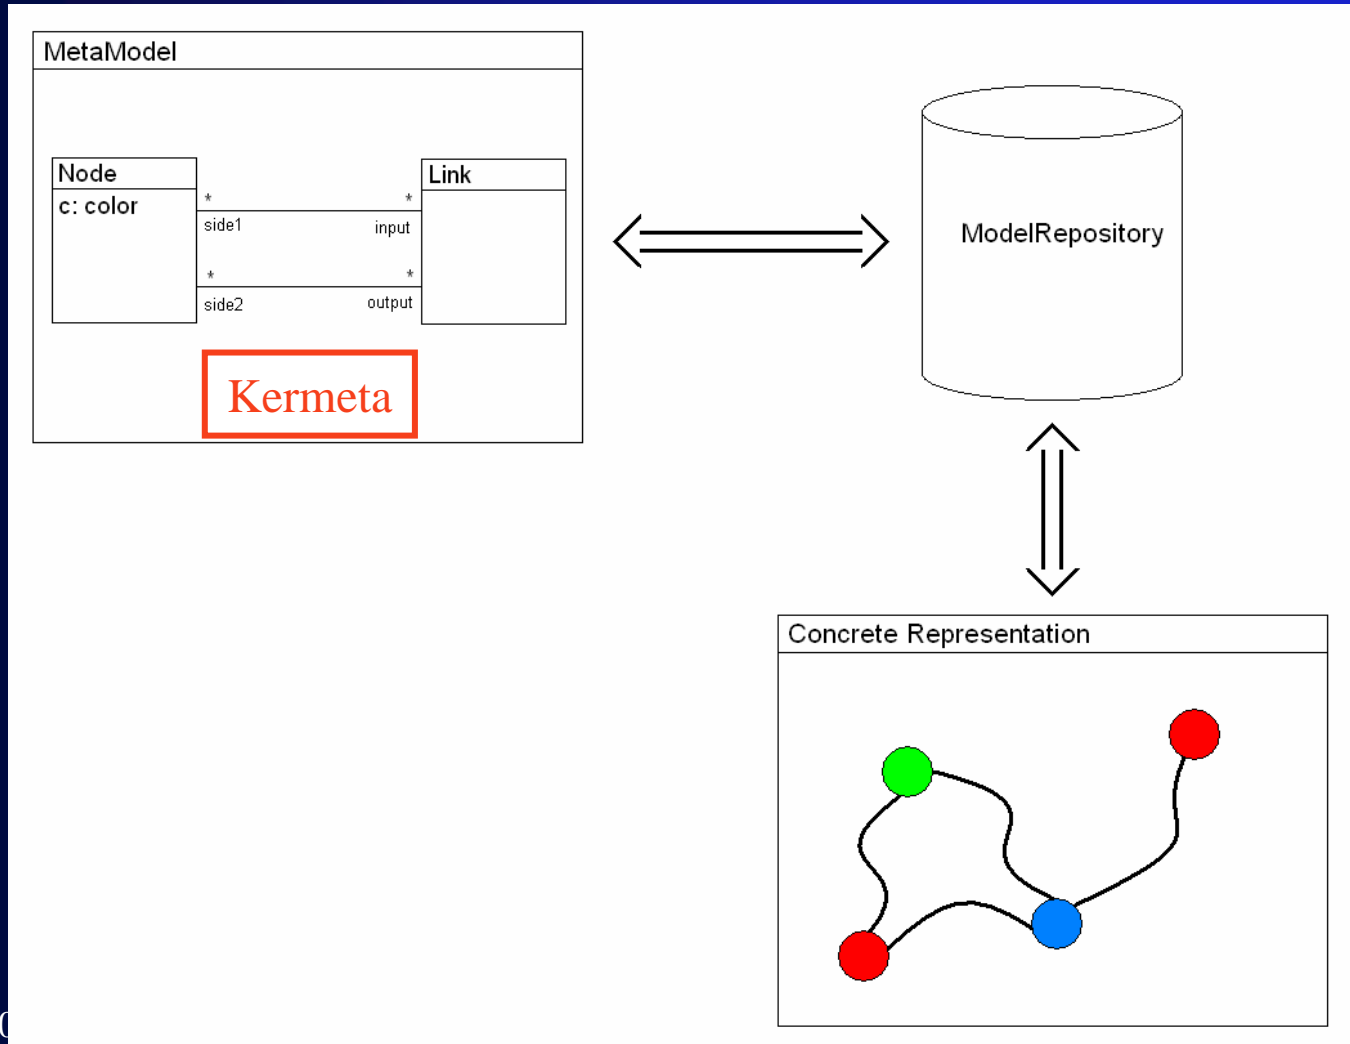 MetaModel
Node
c: color
*
*
side1
input
*
*
side2
output
Link
Kermeta
ModelRepository
Concrete Representation